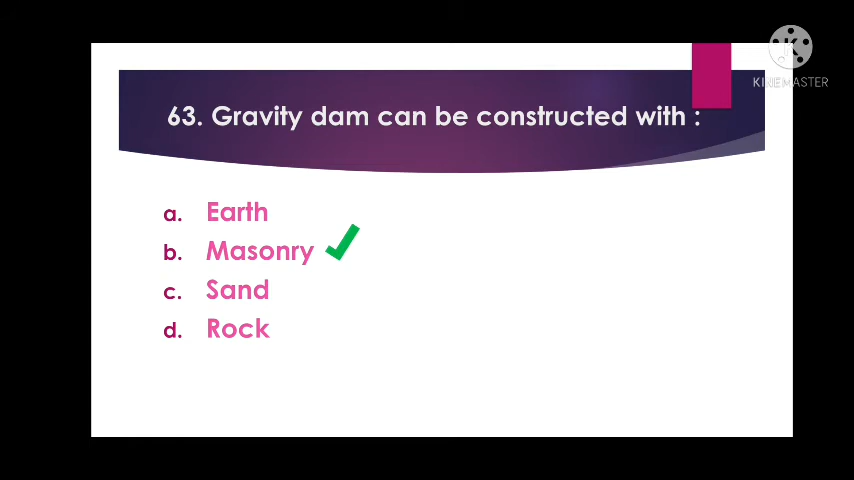 KINEMASTER
63. Gravity dam can be constructed with :
a. Earth
b. Masonry
c. Sand
d. Rock